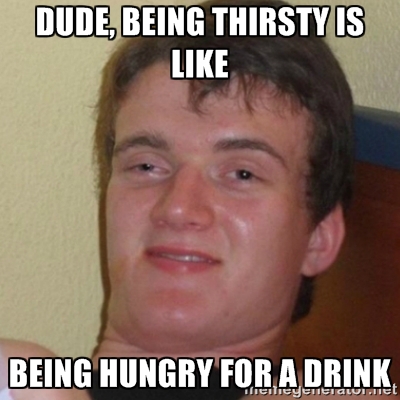 DUDE, BEING THIRSTY IS
LIKE
BEING HUNGRY FOR A DRINK
memegenerator.net